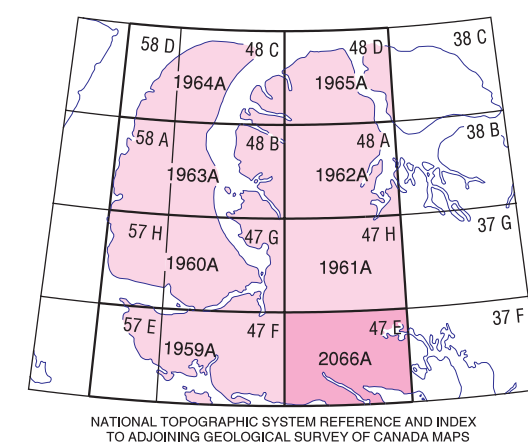 58 D 48 C 48 D 38 C
1964A 1965A
58 A 48 B 48 A 38 B
1963A 1962A
57 H 47 G 47 H 37 G
1960A 1961A
57 E 47 F 47 E 37 F
1959A 2066A
NATIONAL TOPOGRAPHIC SYSTEM REFERENCE AND INDEX
TO ADJOINING GEOLOGICAL SURVEY OF CANADA MAPS